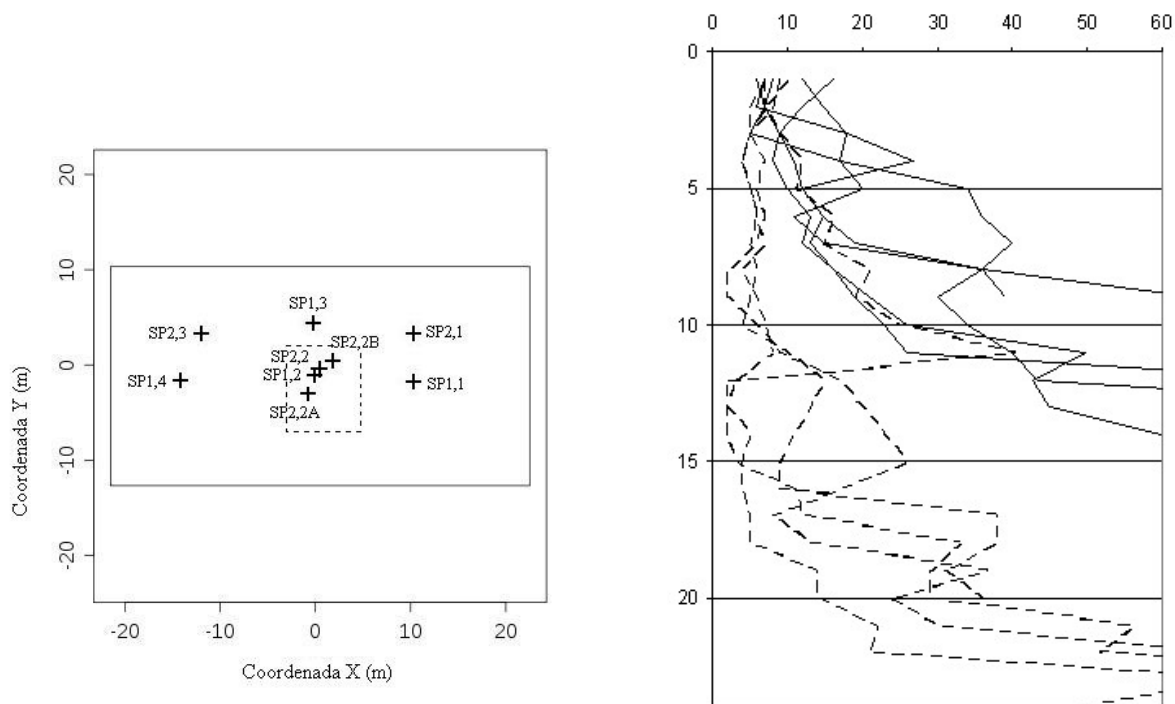 20
10
0
-10
-20
Coordenada Y (m)
SP1,3
SP2,3
SP2,2B
SP2,1
SP2,2
SP1,2
SP1,4
SP1,1
SP2,2A
-20 -10 0 10 20
Coordenada X (m)
0 10 20 30 40 50 60
0
5
10
15
20